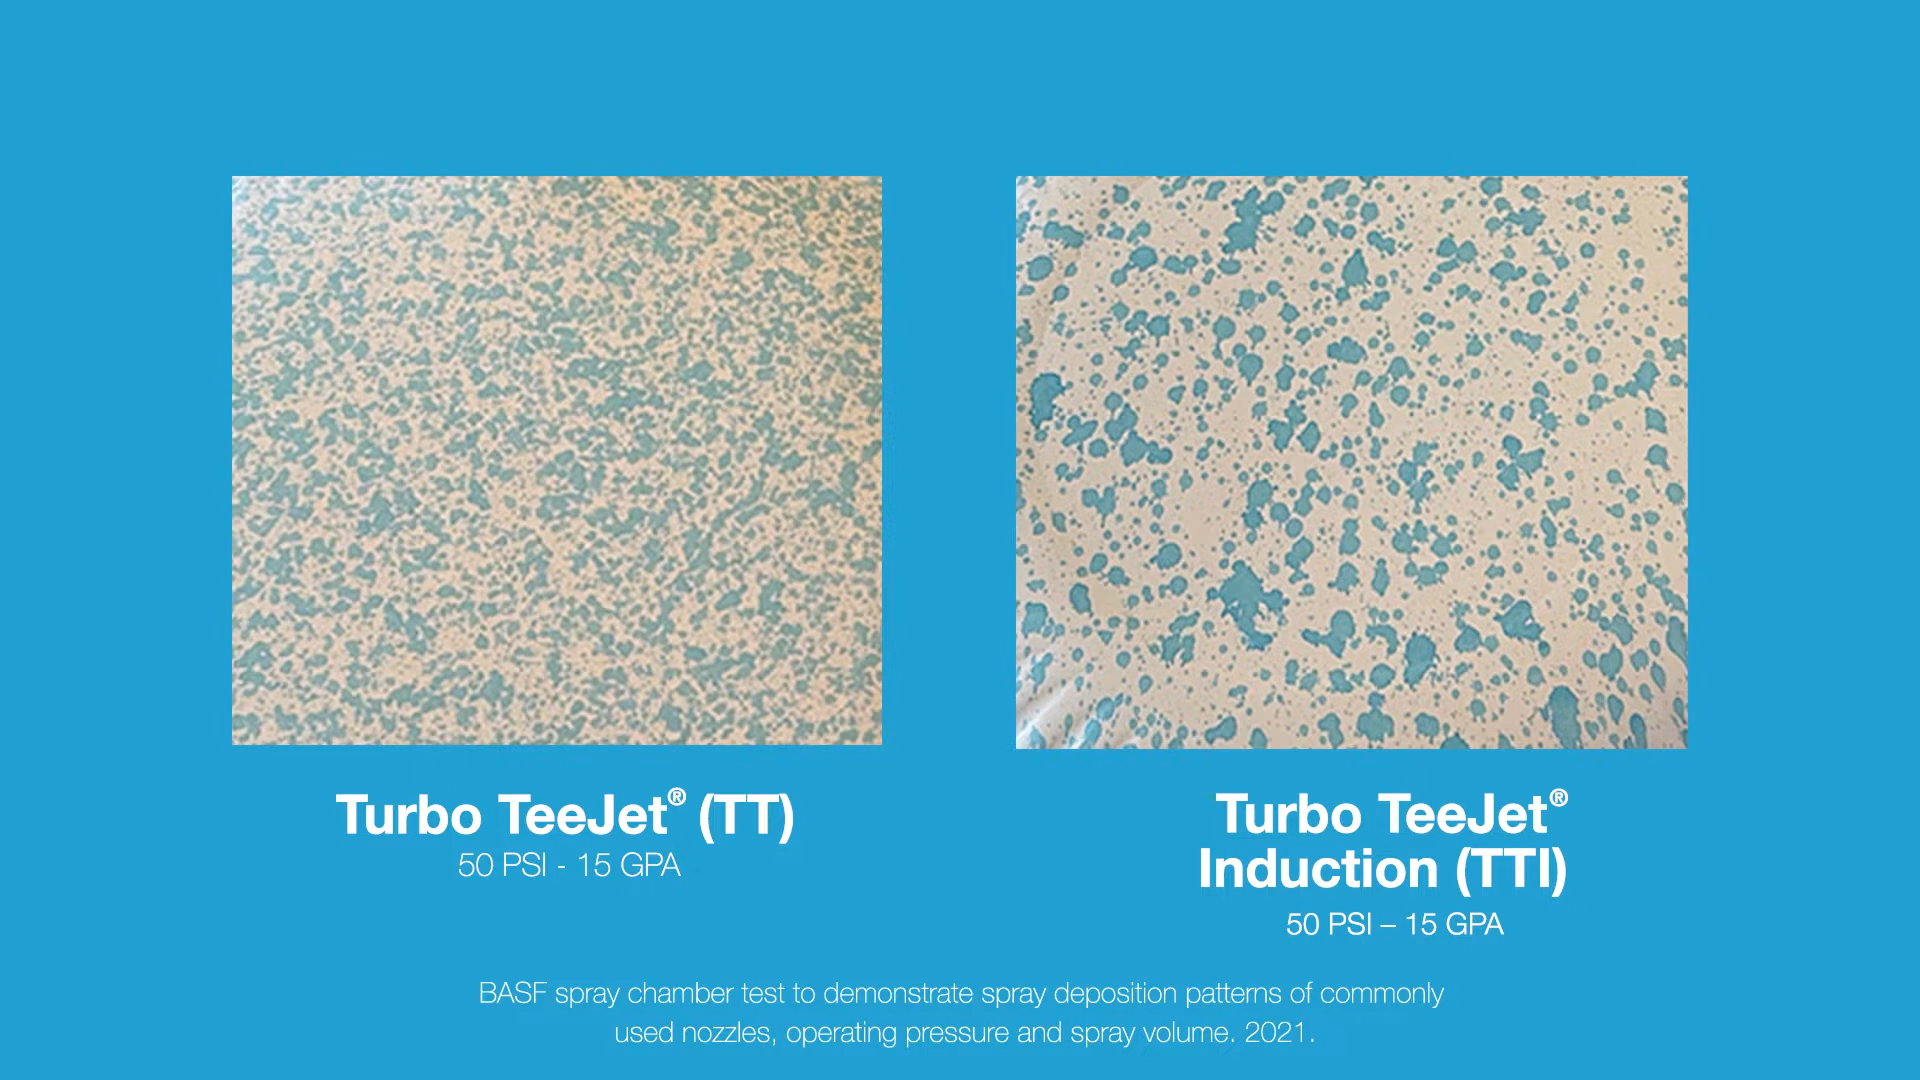 Turbo TeeJet® (TT)
50 PSI - 15 GPA
Turbo TeeJet®
Induction (TTI)
50 PSI – 15 GPA
BASF spray chamber test to demonstrate spray deposition patterns of commonly
used nozzles, operating pressure and spray volume. 2021.